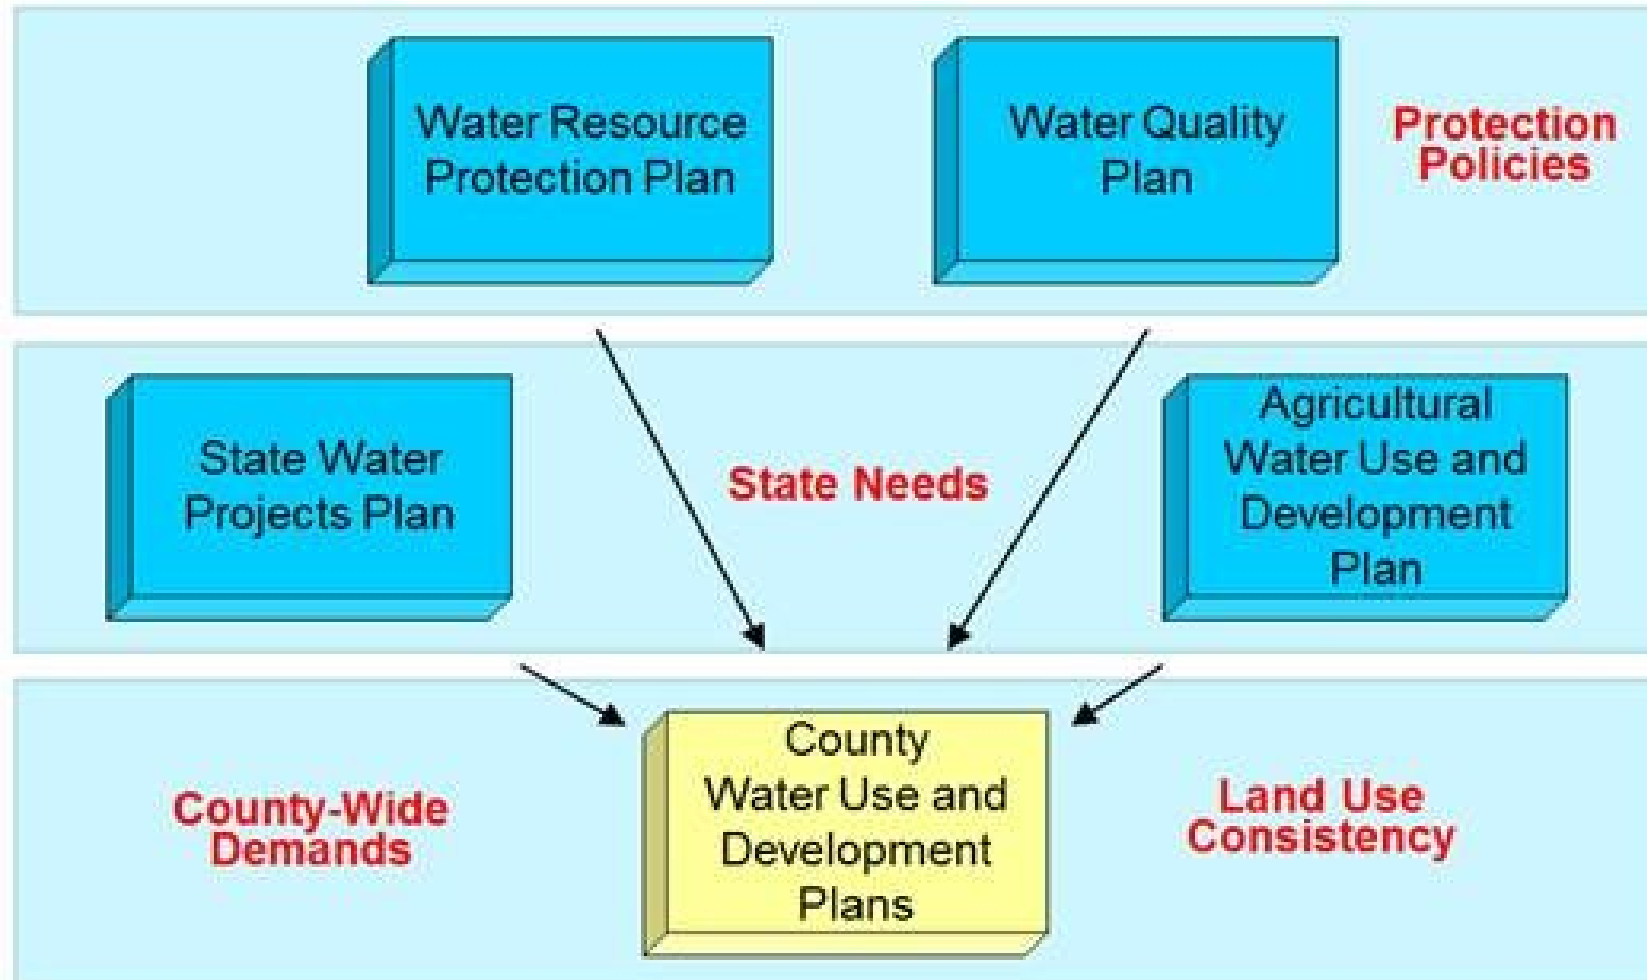 Water Resource
Protection Plan
Water Quality
Plan
Protection
Policies
State Water
Projects Plan
State Needs
Agricultural
Water Use and
Development
Plan
County-Wide
Demands
County
Water Use and
Development
Plans
Land Use
Consistency